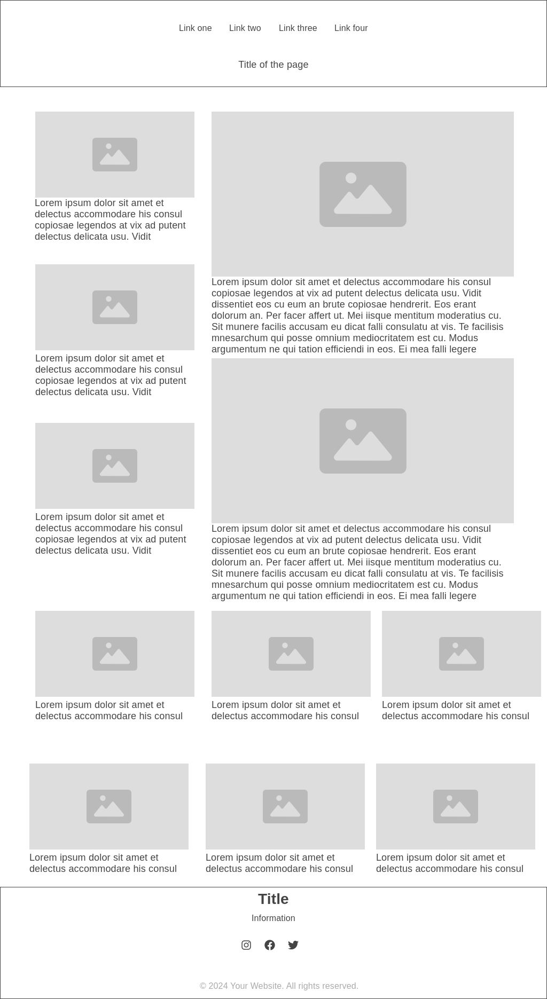 Link one Link two Link three Link four
Title of the page
Lorem ipsum dolor sit amet et
delectus accommodare his consul
copiosae legendos at vix ad putent
delectus delicata usu. Vidit
Lorem ipsum dolor sit amet et
delectus accommodare his consul
copiosae legendos at vix ad putent
delectus delicata usu. Vidit
Lorem ipsum dolor sit amet et
delectus accommodare his consul
copiosae legendos at vix ad putent
delectus delicata usu. Vidit
Lorem ipsum dolor sit amet et delectus accommodare his consul
copiosae legendos at vix ad putent delectus delicata usu. Vidit
dissentiet eos cu eum an brute copiosae hendrerit. Eos erant
dolorum an. Per facer affert ut. Mei iisque mentitum moderatius cu.
Sit munere facilis accusam eu dicat falli consulatu at vis. Te facilisis
mnesarchum qui posse omnium mediocritatem est cu. Modus
argumentum ne qui tation efficiendi in eos. Ei mea falli legere
Lorem ipsum dolor sit amet et delectus accommodare his consul
copiosae legendos at vix ad putent delectus delicata usu. Vidit
dissentiet eos cu eum an brute copiosae hendrerit. Eos erant
dolorum an. Per facer affert ut. Mei iisque mentitum moderatius cu.
Sit munere facilis accusam eu dicat falli consulatu at vis. Te facilisis
mnesarchum qui posse omnium mediocritatem est cu. Modus
argumentum ne qui tation efficiendi in eos. Ei mea falli legere
Lorem ipsum dolor sit amet et
delectus accommodare his consul
Lorem ipsum dolor sit amet et
delectus accommodare his consul
Lorem ipsum dolor sit amet et
delectus accommodare his consul
Lorem ipsum dolor sit amet et
delectus accommodare his consul
Lorem ipsum dolor sit amet et
delectus accommodare his consul
Lorem ipsum dolor sit amet et
delectus accommodare his consul
Title
Information
© 2024 Your Website. All rights reserved.